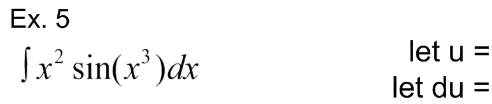 Ex. 5
∫x² sin(x³)dx
let u =
let du =